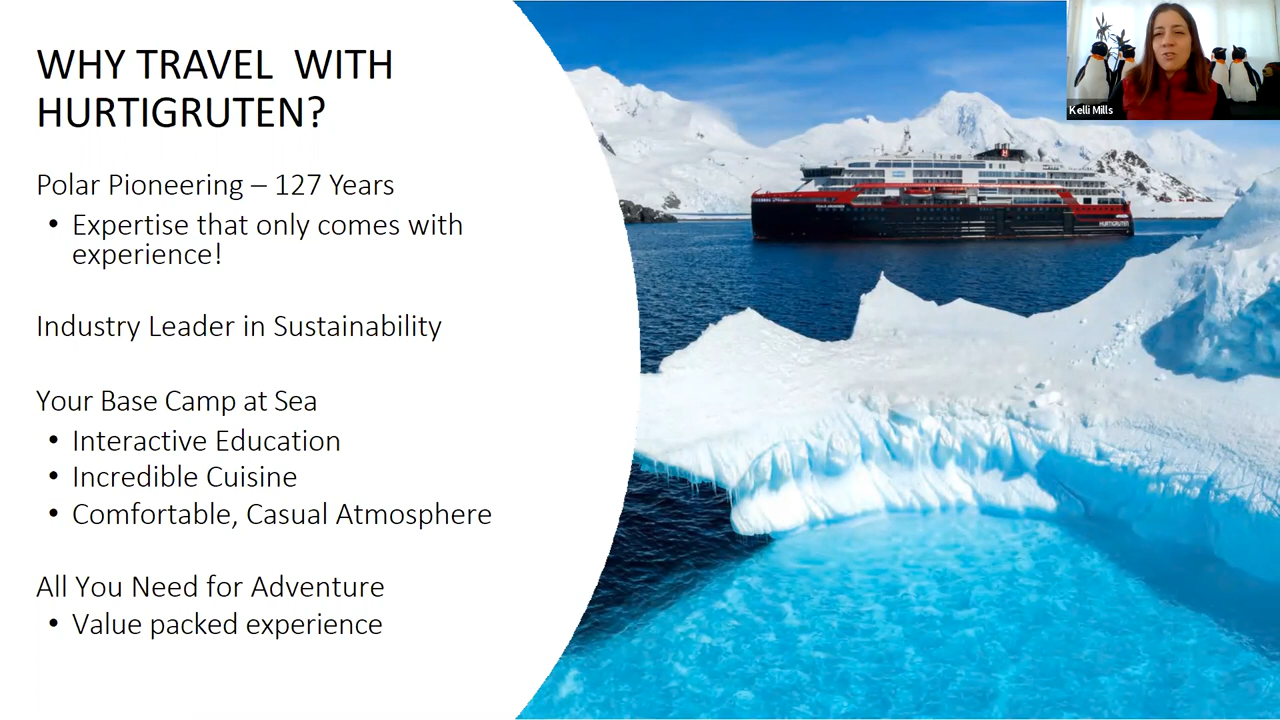 WHY TRAVEL WITH
HURTIGRUTEN?
Polar Pioneering – 127 Years
• Expertise that only comes with
experience!
Industry Leader in Sustainability
Your Base Camp at Sea
• Interactive Education
• Incredible Cuisine
• Comfortable, Casual Atmosphere
All You Need for Adventure
• Value packed experience
Kelli Mills
HURTIGRUTEN